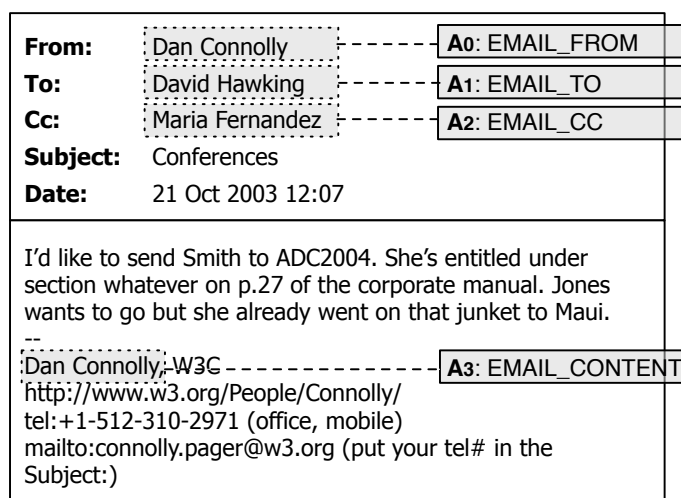 From: Dan Connolly A0: EMAIL_FROM
To: David Hawking A1: EMAIL_TO
Cc: Maria Fernandez A2: EMAIL_CC
Subject: Conferences
Date: 21 Oct 2003 12:07
I'd like to send Smith to ADC2004. She's entitled under
section whatever on p.27 of the corporate manual. Jones
wants to go but she already went on that junket to Maui.
--
Dan Connolly, W3C A3: EMAIL_CONTENT
http://www.w3.org/People/Connolly/
tel:+1-512-310-2971 (office, mobile)
mailto:connolly.pager@w3.org (put your tel# in the
Subject:)